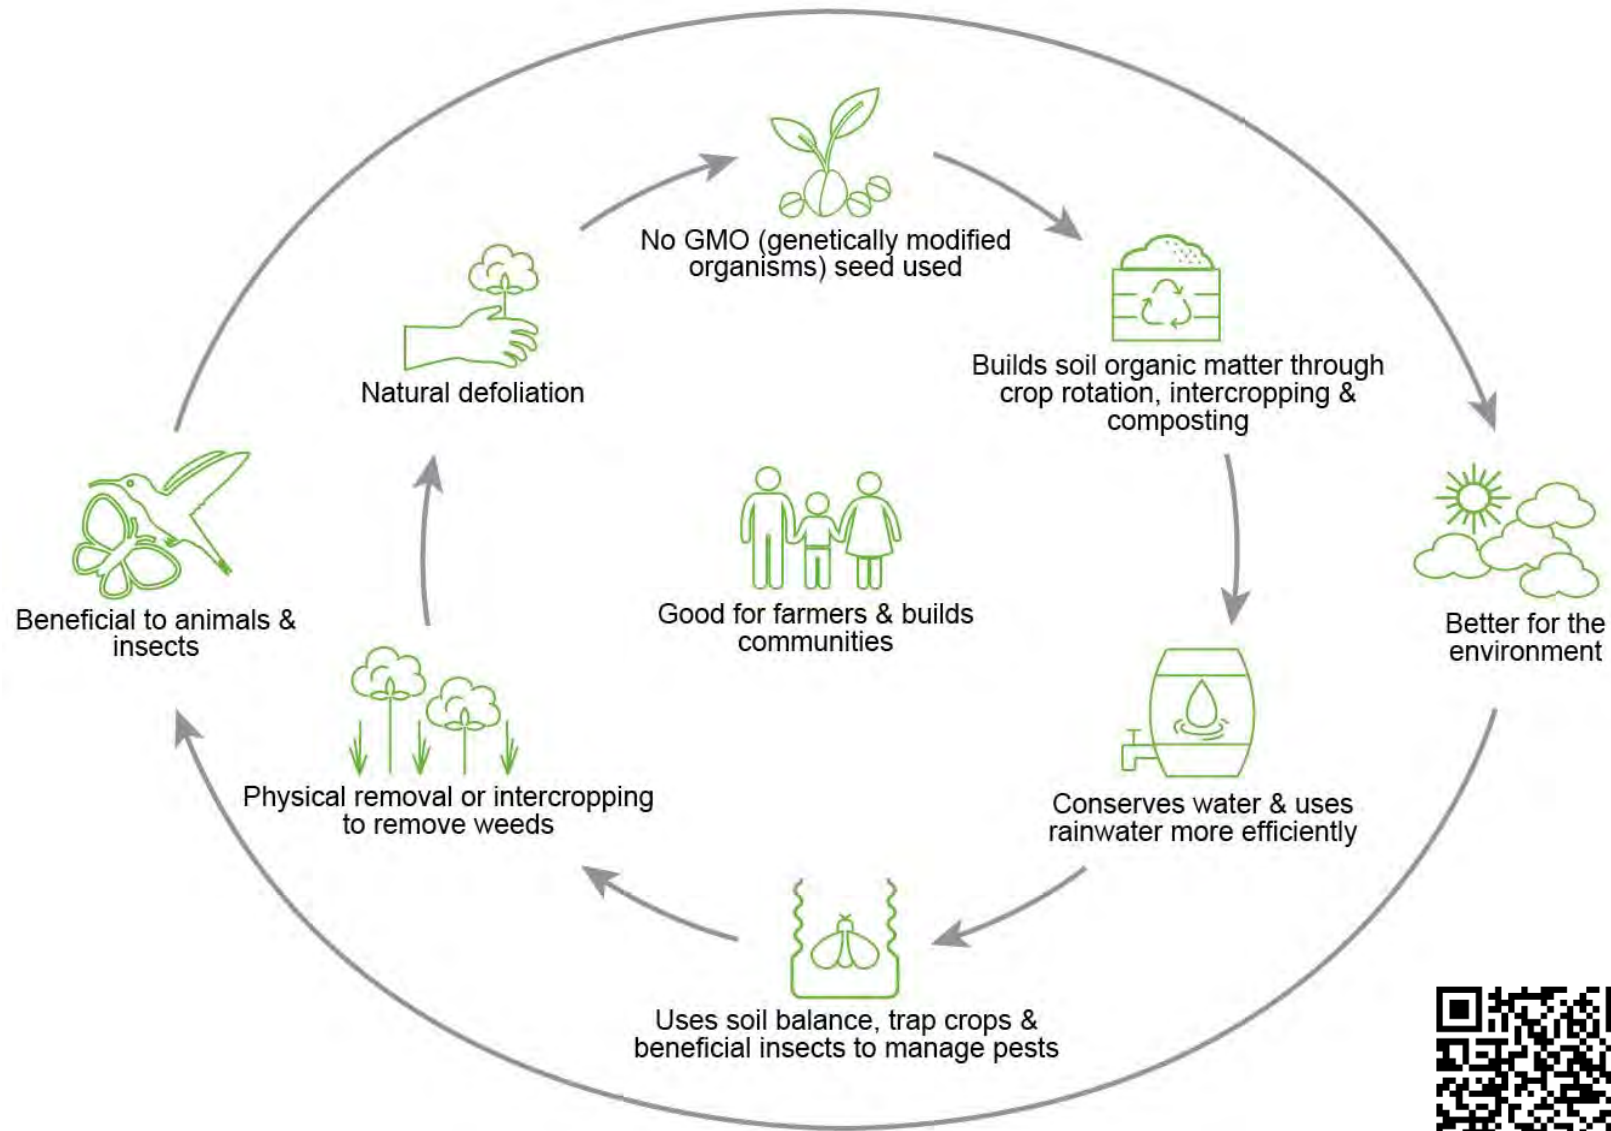 No GMO (genetically modified
organisms) seed used
Builds soil organic matter through
crop rotation, intercropping &
composting
Natural defoliation
Beneficial to animals &
insects
Good for farmers & builds
communities
Better for the
environment
Physical removal or intercropping
to remove weeds
Conserves water & uses
rainwater more efficiently
Uses soil balance, trap crops &
beneficial insects to manage pests